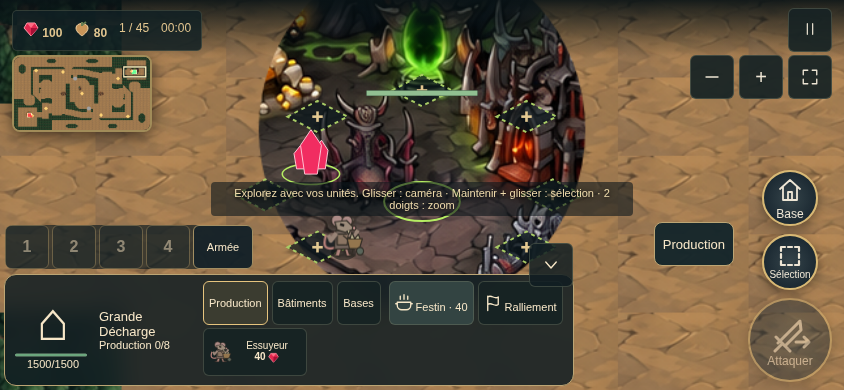 100 80 1 / 45 00:00
Explorez avec vos unités. Glisser : caméra · Maintenir + glisser : sélection · 2
doigts : zoom
Base
Production
Sélection
1 2 3 4 Armée
Attaquer
Grande
Décharge
Production 0/8
1500/1500
Production Bâtiments Bases Festin · 40 Ralliement
Essuyeur
40